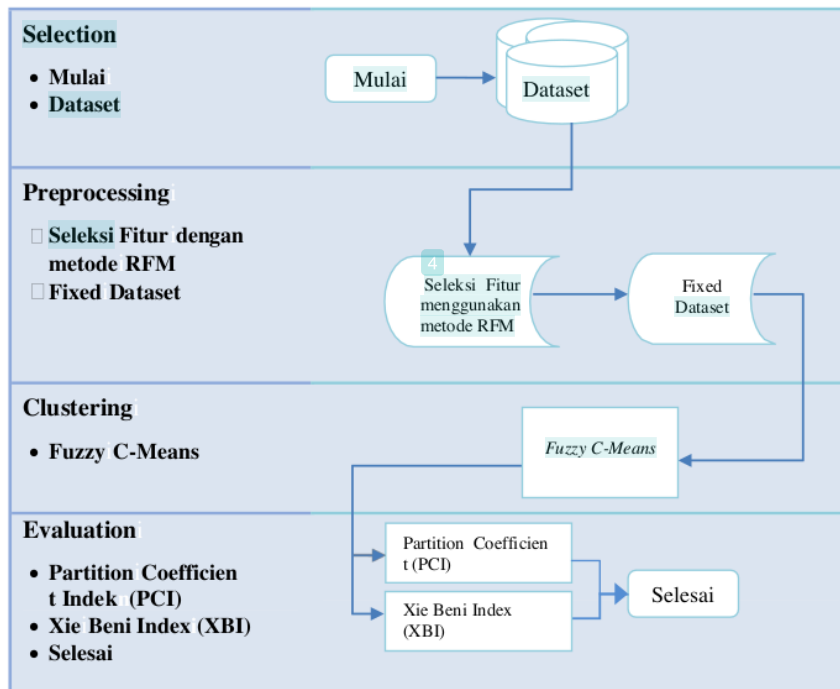 Selection
• Mulai
• Dataset
Mulai
Dataset
Preprocessing
Seleksi Fitur dengan
metode RFM
Fixed Dataset
4
Seleksi Fitur
menggunakan
metode RFM
Fixed
Dataset
Clustering
• Fuzzy C-Means
Fuzzy C-Means
Evaluation
• Partition Coefficien
t Indek (PCI)
• Xie Beni Index (XBI)
• Selesai
Partition Coefficien
t (PCI)
Xie Beni Index
(XBI)
Selesai